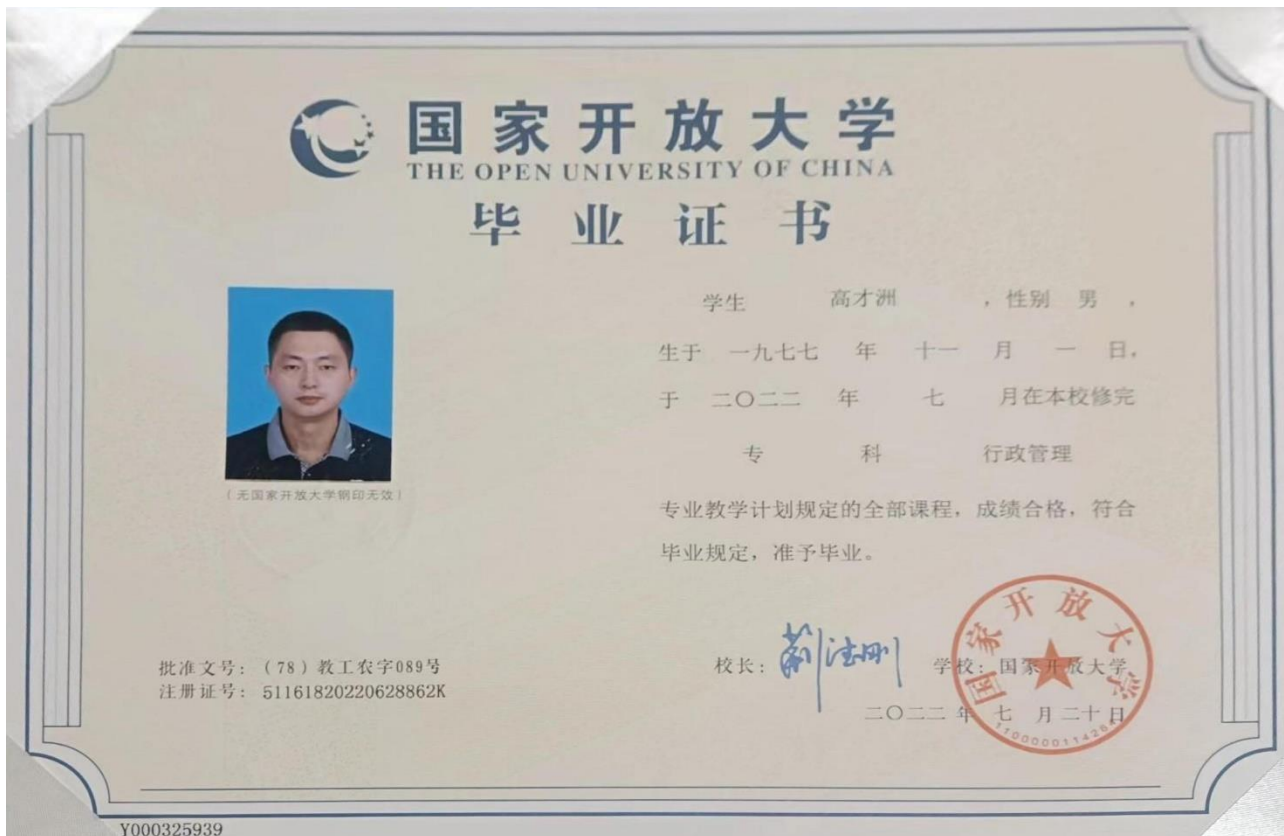 国家开放大学
THE OPEN UNIVERSITY OF CHINA
毕业证书
学生 高才洲 ，性别 男 ，
生于 一九七七 年 十一 月 一 日，
于 二〇二二 年 七 月在本校修完
专 科 行政管理
专业教学计划规定的全部课程，成绩合格，符合
毕业规定，准予毕业。
（无国家开放大学钢印无效）
批准文号：（78）教工农字089号
注册证号：511618202206288​62K
校长：
学校：国家开放大学
二〇二二 年 七 月 二十 日
国家开放大学
Y000325939